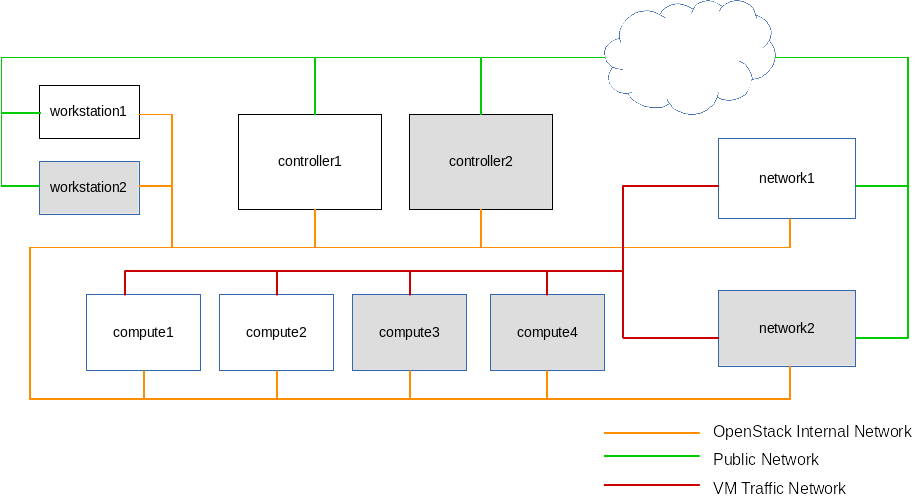 workstation1
workstation2
controller1
controller2
network1
compute1
compute2
compute3
compute4
network2
OpenStack Internal Network
Public Network
VM Traffic Network